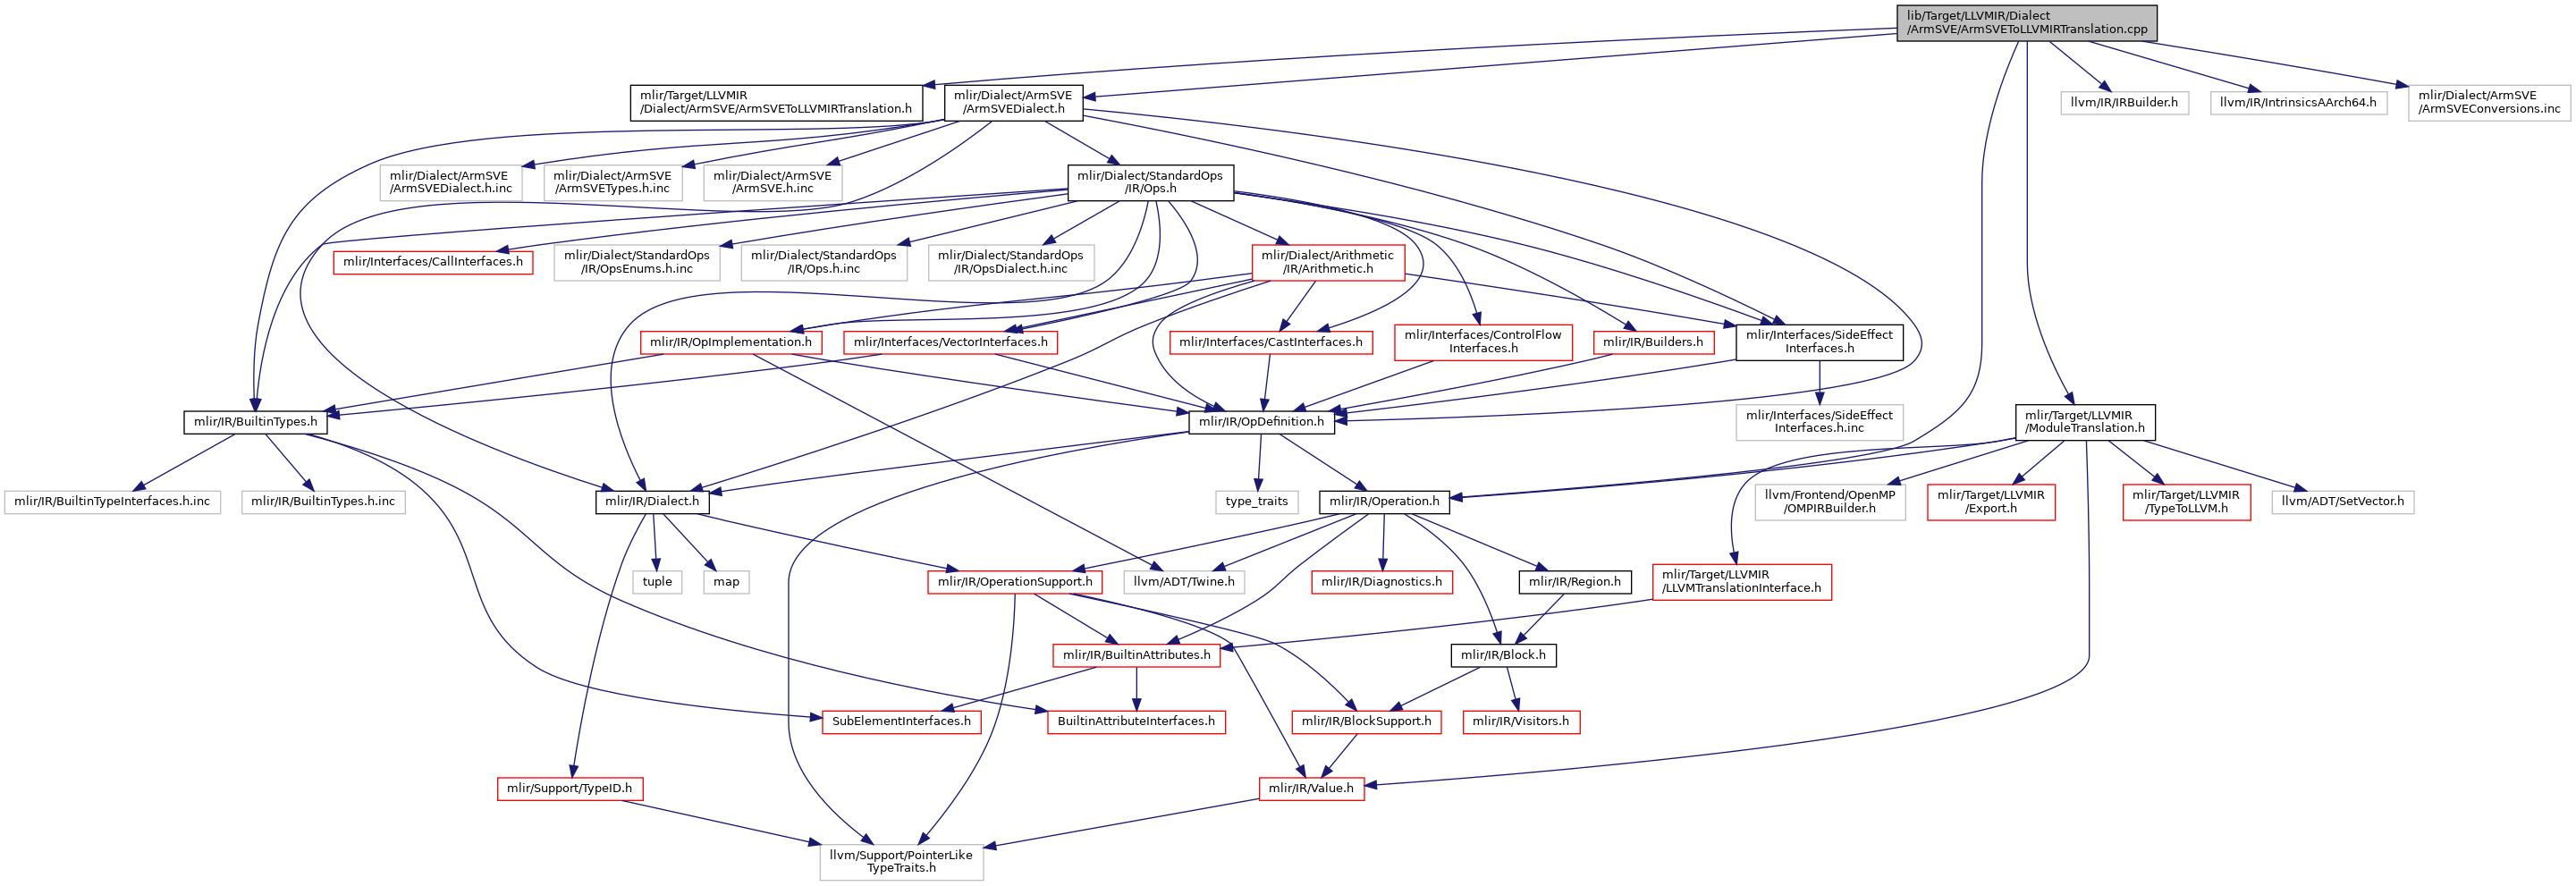 lib/Target/LLVMIR/Dialect
/ArmSVE/ArmSVEToLLVMIRTranslation.cpp
mlir/Target/LLVMIR
/Dialect/ArmSVE/ArmSVEToLLVMIRTranslation.h
mlir/Dialect/ArmSVE
/ArmSVEDialect.h
llvm/IR/IRBuilder.h
llvm/IR/IntrinsicsAArch64.h
mlir/Dialect/ArmSVE
/ArmSVEConversions.inc
mlir/Dialect/ArmSVE
/ArmSVEDialect.h.inc
mlir/Dialect/ArmSVE
/ArmSVETypes.h.inc
mlir/Dialect/ArmSVE
/ArmSVE.h.inc
mlir/Dialect/StandardOps
/IR/Ops.h
mlir/Interfaces/CallInterfaces.h
mlir/Dialect/StandardOps
/IR/OpsEnums.h.inc
mlir/Dialect/StandardOps
/IR/Ops.h.inc
mlir/Dialect/StandardOps
/IR/OpsDialect.h.inc
mlir/Dialect/Arithmetic
/IR/Arithmetic.h
mlir/IR/OpImplementation.h
mlir/Interfaces/VectorInterfaces.h
mlir/Interfaces/CastInterfaces.h
mlir/Interfaces/ControlFlow
Interfaces.h
mlir/IR/Builders.h
mlir/Interfaces/SideEffect
Interfaces.h
mlir/IR/BuiltinTypes.h
mlir/IR/OpDefinition.h
mlir/Interfaces/SideEffect
Interfaces.h.inc
mlir/Target/LLVMIR
/ModuleTranslation.h
mlir/IR/BuiltinTypeInterfaces.h.inc
mlir/IR/BuiltinTypes.h.inc
mlir/IR/Dialect.h
type_traits
mlir/IR/Operation.h
llvm/Frontend/OpenMP
/OMPIRBuilder.h
mlir/Target/LLVMIR
/Export.h
mlir/Target/LLVMIR
/TypeToLLVM.h
llvm/ADT/SetVector.h
tuple
map
mlir/IR/OperationSupport.h
llvm/ADT/Twine.h
mlir/IR/Diagnostics.h
mlir/IR/Region.h
mlir/Target/LLVMIR
/LLVMTranslationInterface.h
mlir/IR/BuiltinAttributes.h
mlir/IR/Block.h
SubElementInterfaces.h
BuiltinAttributeInterfaces.h
mlir/IR/BlockSupport.h
mlir/IR/Visitors.h
mlir/Support/TypeID.h
mlir/IR/Value.h
llvm/Support/PointerLike
TypeTraits.h